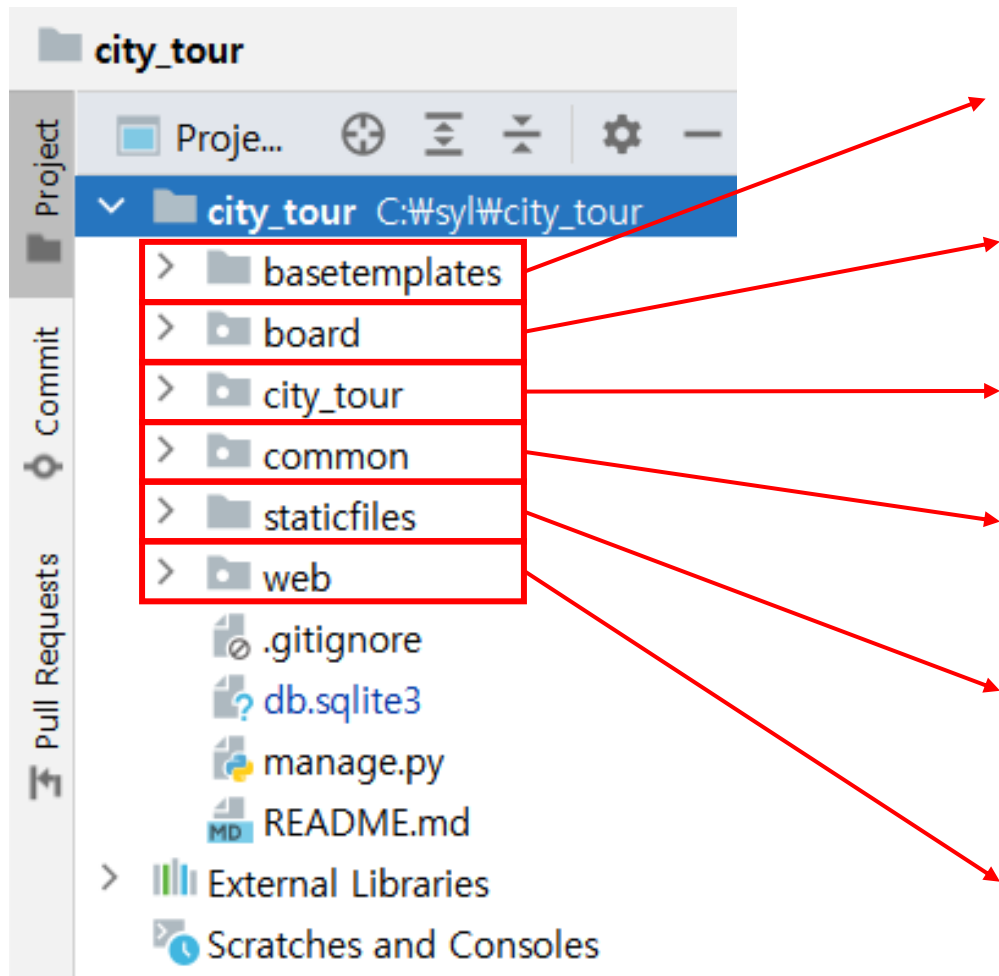 city_tour
Project
Proje...
city_tour C:₩syl₩city_tour
basetemplates
board
Commit
city_tour
common
staticfiles
web
Pull Requests
.gitignore
db.sqlite3
manage.py
MD README.md
External Libraries
Scratches and Consoles